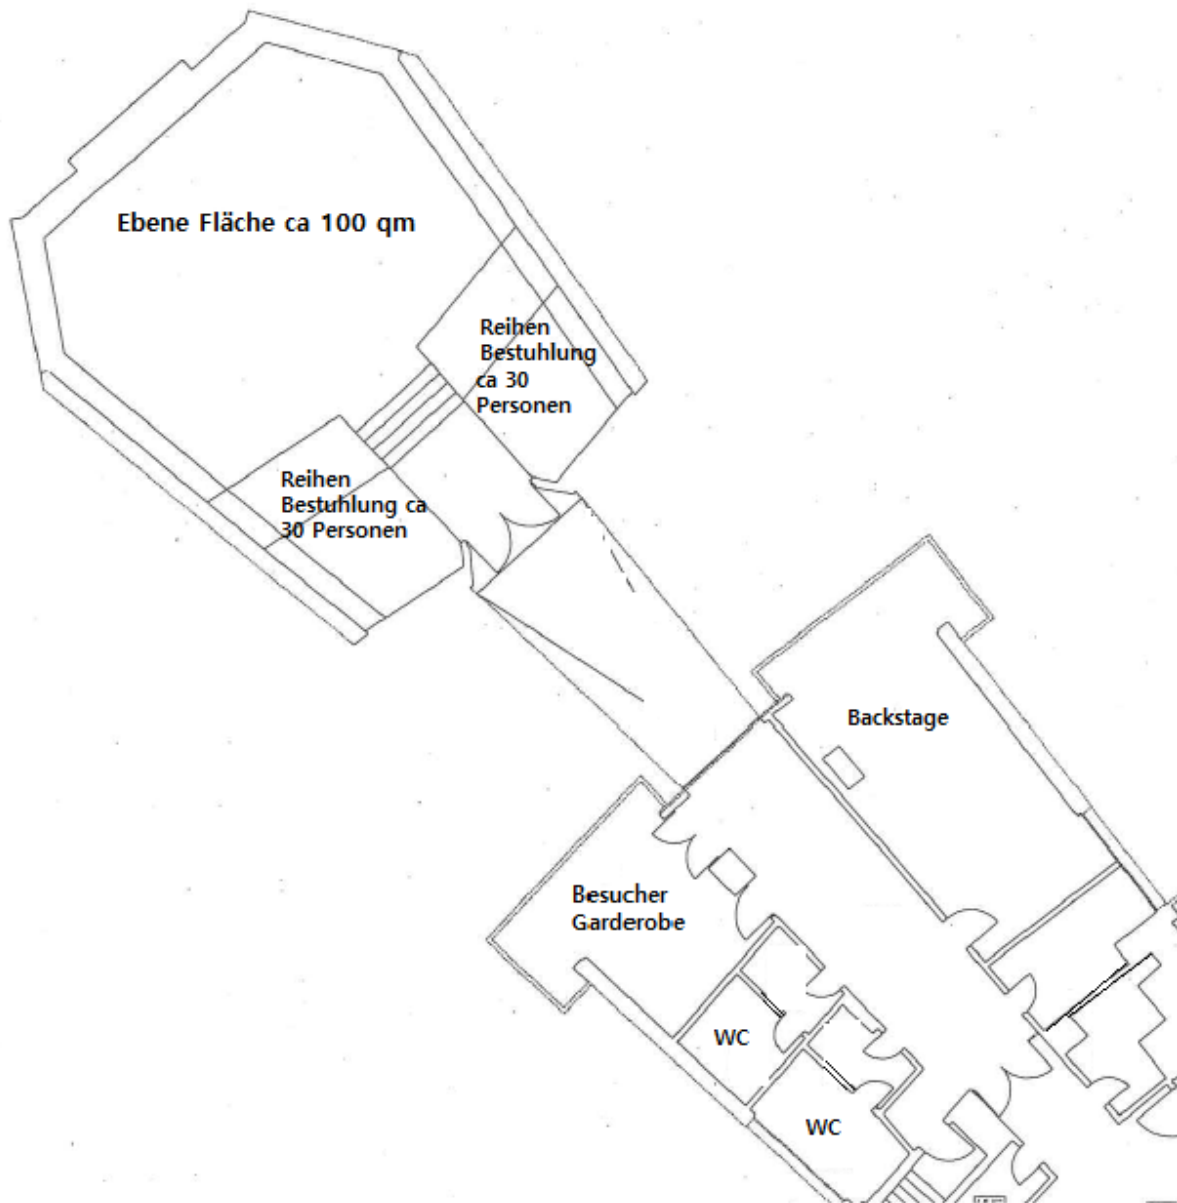 Ebene Fläche ca 100 qm
Reihen
Bestuhlung
ca 30
Personen
Reihen
Bestuhlung ca
30 Personen
Backstage
Besucher
Garderobe
WC
WC